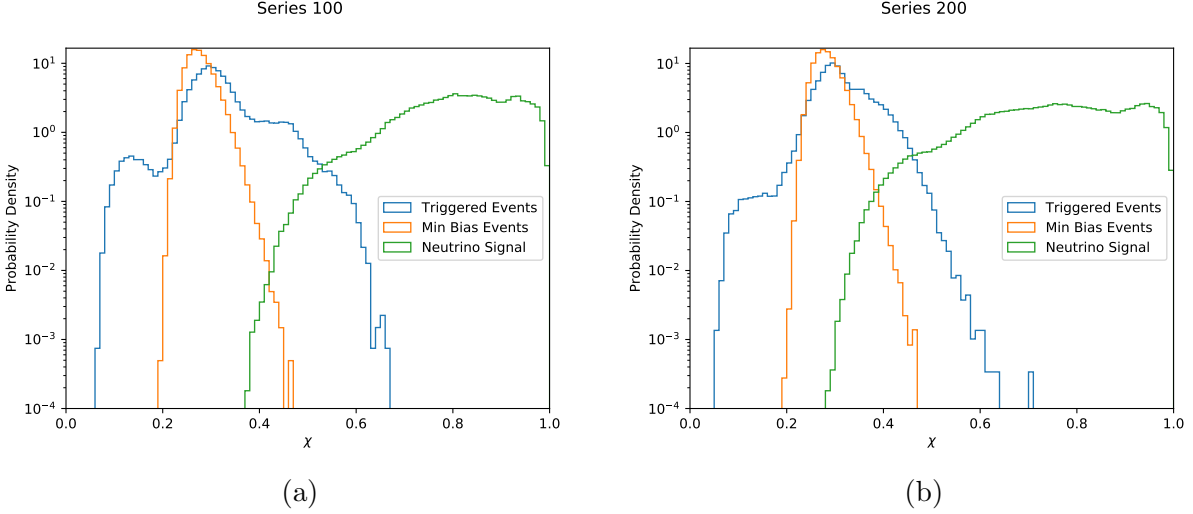 Series 100
Probability Density
10¹
10⁰
10⁻¹
10⁻²
10⁻³
10⁻⁴
Triggered Events
Min Bias Events
Neutrino Signal
0.0 0.2 0.4 0.6 0.8 1.0
χ
(a)
Series 200
Probability Density
10¹
10⁰
10⁻¹
10⁻²
10⁻³
10⁻⁴
Triggered Events
Min Bias Events
Neutrino Signal
0.0 0.2 0.4 0.6 0.8 1.0
χ
(b)